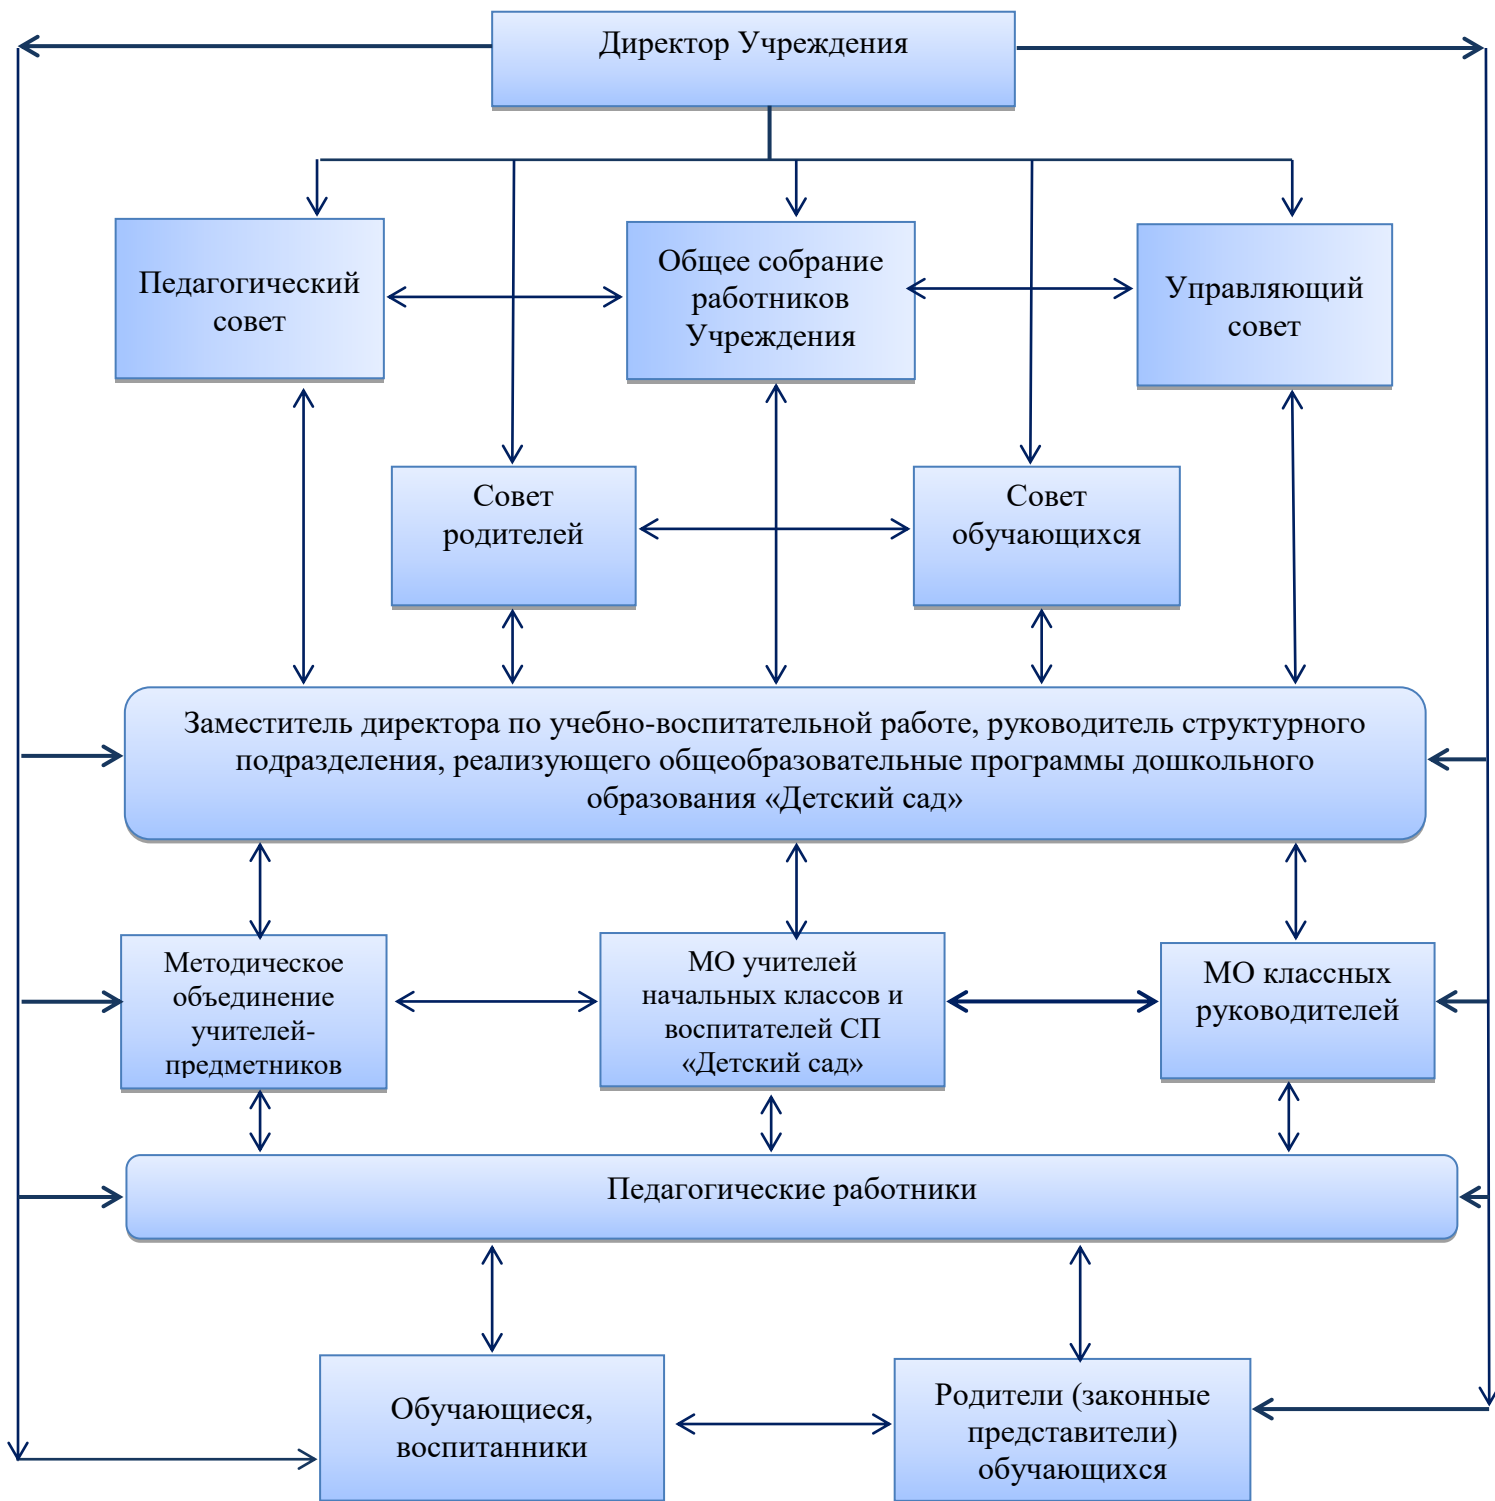 Директор Учреждения
Педагогический
совет
Общее собрание
работников
Учреждения
Управляющий
совет
Совет
родителей
Совет
обучающихся
Заместитель директора по учебно-воспитательной работе, руководитель структурного
подразделения, реализующего общеобразовательные программы дошкольного
образования «Детский сад»
Методическое
объединение
учителей-
предметников
МО учителей
начальных классов и
воспитателей СП
«Детский сад»
МО классных
руководителей
Педагогические работники
Обучающиеся,
воспитанники
Родители (законные
представители)
обучающихся